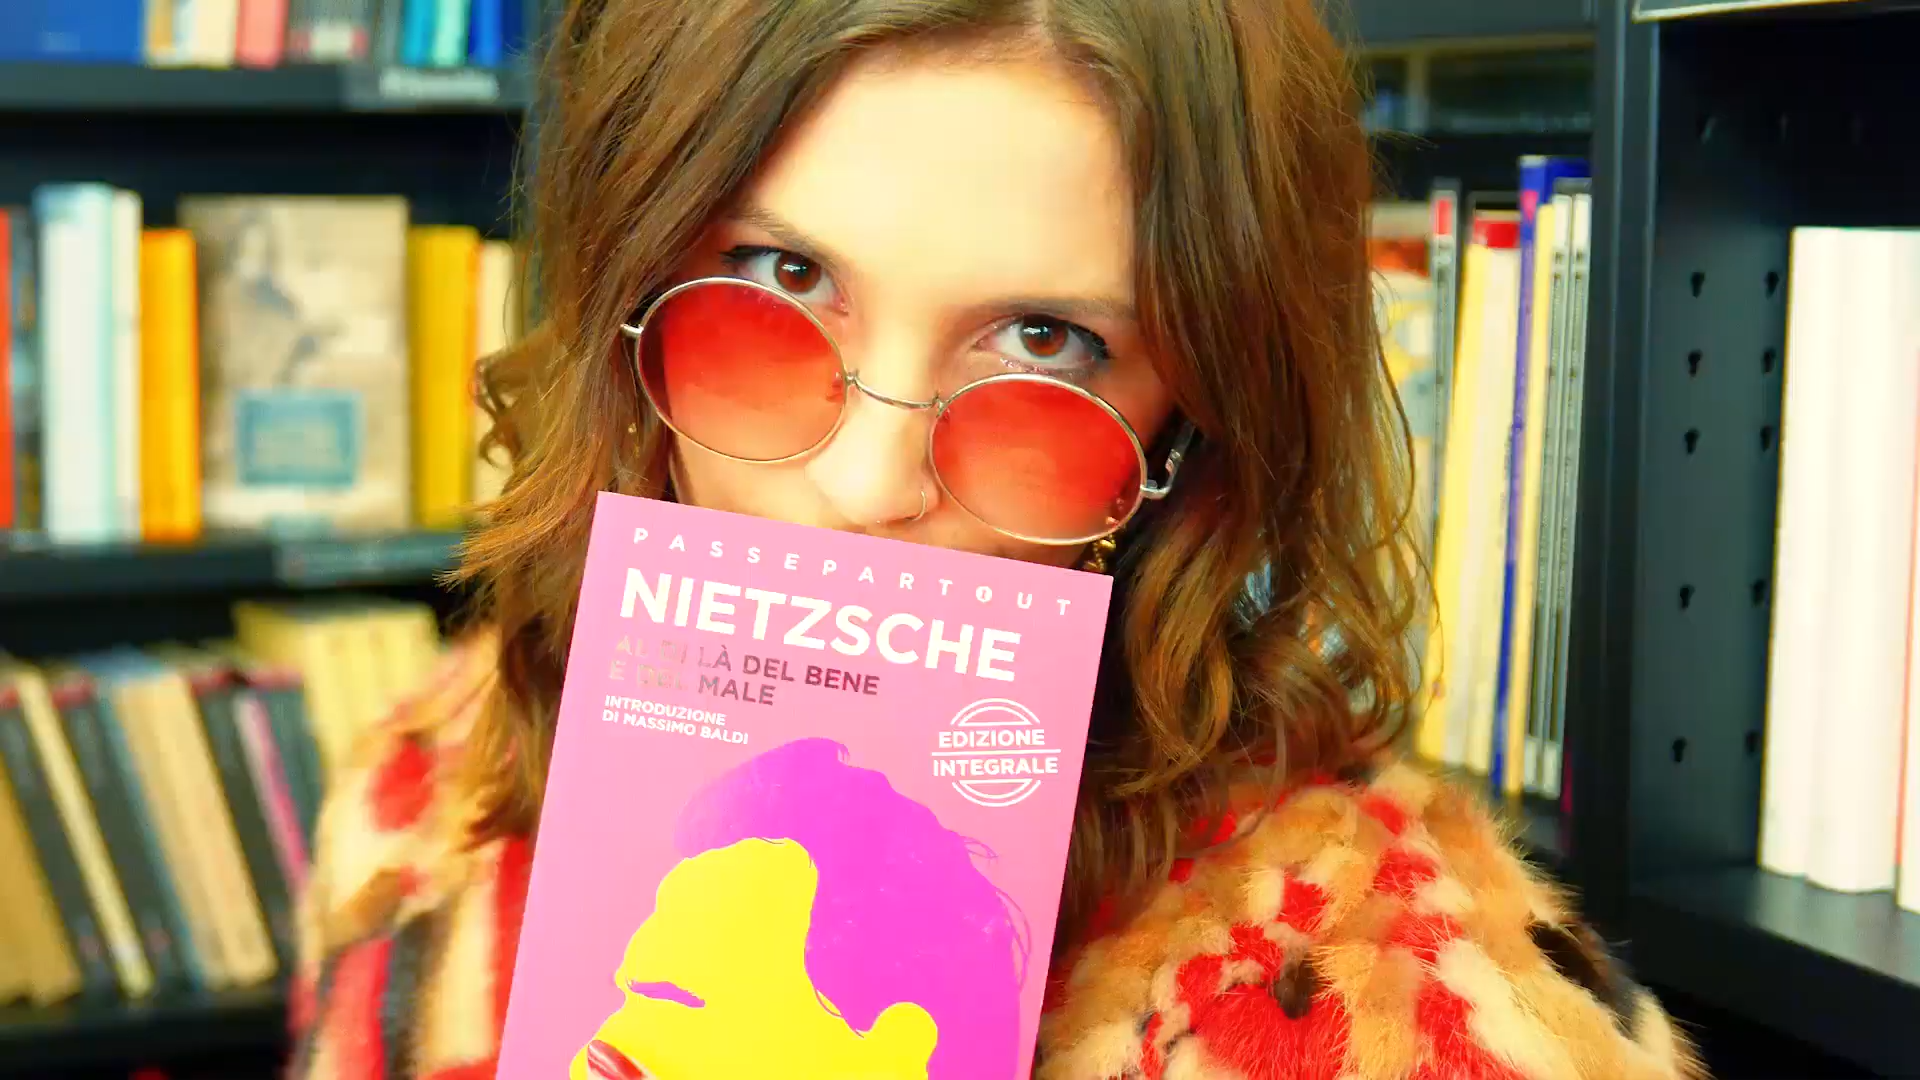 PASSEPARTOUT
NIETZSCHE
AL DI LÀ DEL BENE
E DEL MALE
INTRODUZIONE
DI MASSIMO BALDI
EDIZIONE
INTEGRALE